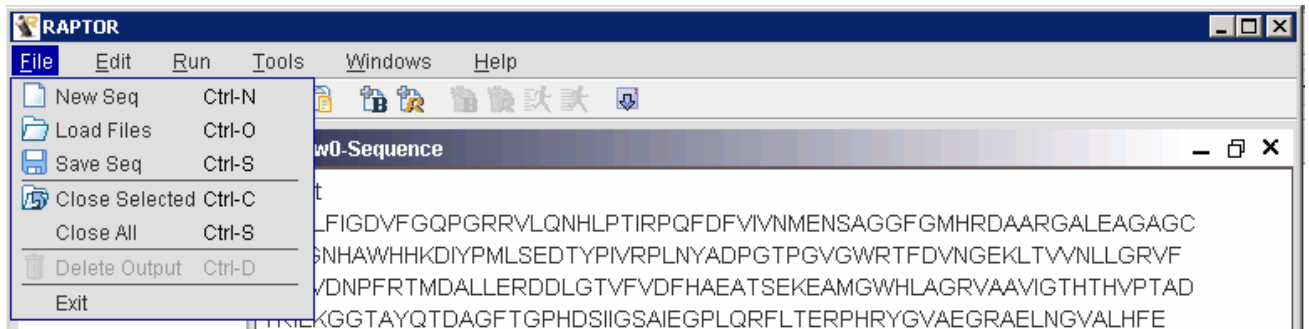 RAPTOR
File Edit Run Tools Windows Help
New Seq Ctrl-N
Load Files Ctrl-O
Save Seq Ctrl-S
Close Selected Ctrl-C
Close All Ctrl-S
Delete Output Ctrl-D
Exit
w0-Sequence
LFIGDVFGQPGRRVLQNHLPTIRPQFDFVIVNMENSAGGFGMHRDAARGALEAGAGC
GNHAWHHKDIYPMLSEDTYPIVRPLNYADPGTPGVGWRTFDVNGEKLTVVNLLGRVF
VDNPFRTMDALLERDDLGTVFVDFHAEATSEKEAMGWHLAGRVAAVIGTHTHVPTAD
KGGTAYQTDAGFTGPHDSIIGSAIEGPLQRFLTERPHRYGVAEGRAELNGVALHFE